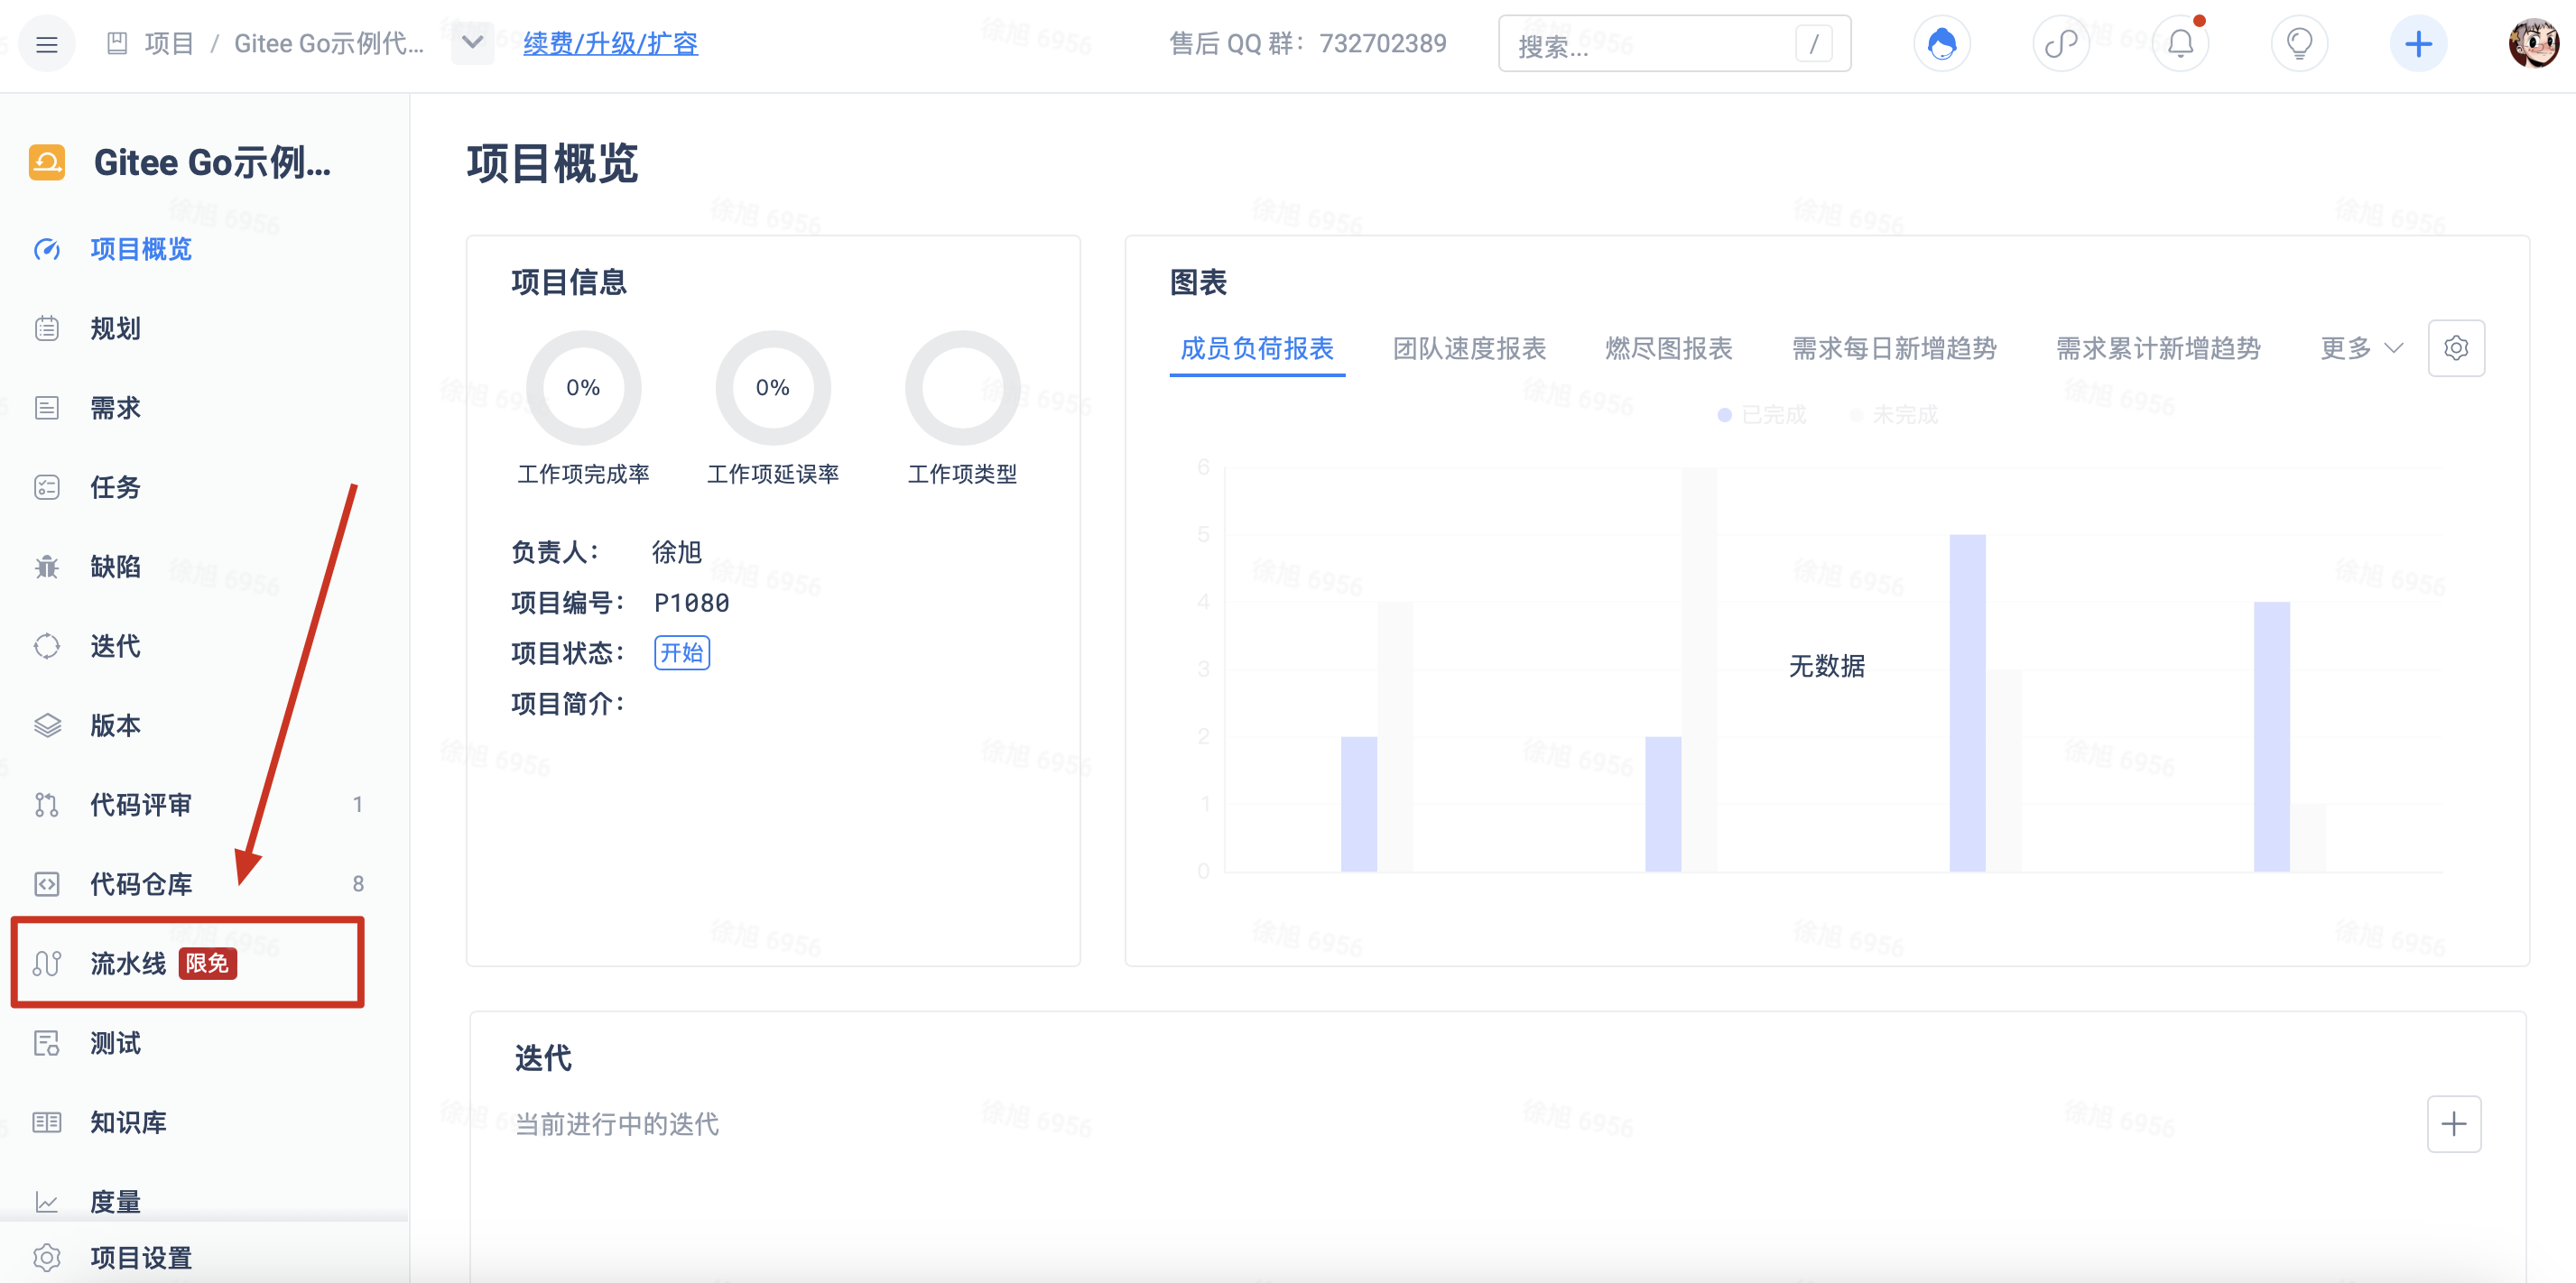 项目 / Gitee Go示例代... 续费/升级/扩容 售后 QQ 群：732702389 搜索... /
Gitee Go示例...
项目概览
规划
需求
任务
缺陷
迭代
版本
代码评审 1
代码仓库 8
流水线 限免
测试
知识库
度量
项目设置
项目概览
项目信息
0% 0%
工作项完成率 工作项延误率 工作项类型
负责人： 徐旭
项目编号： P1080
项目状态： 开始
项目简介：
图表
成员负荷报表 团队速度报表 燃尽图报表 需求每日新增趋势 需求累计新增趋势 更多
已完成 未完成
6
5
4
3
2
1
0
无数据
迭代
当前进行中的迭代
徐旭 6956